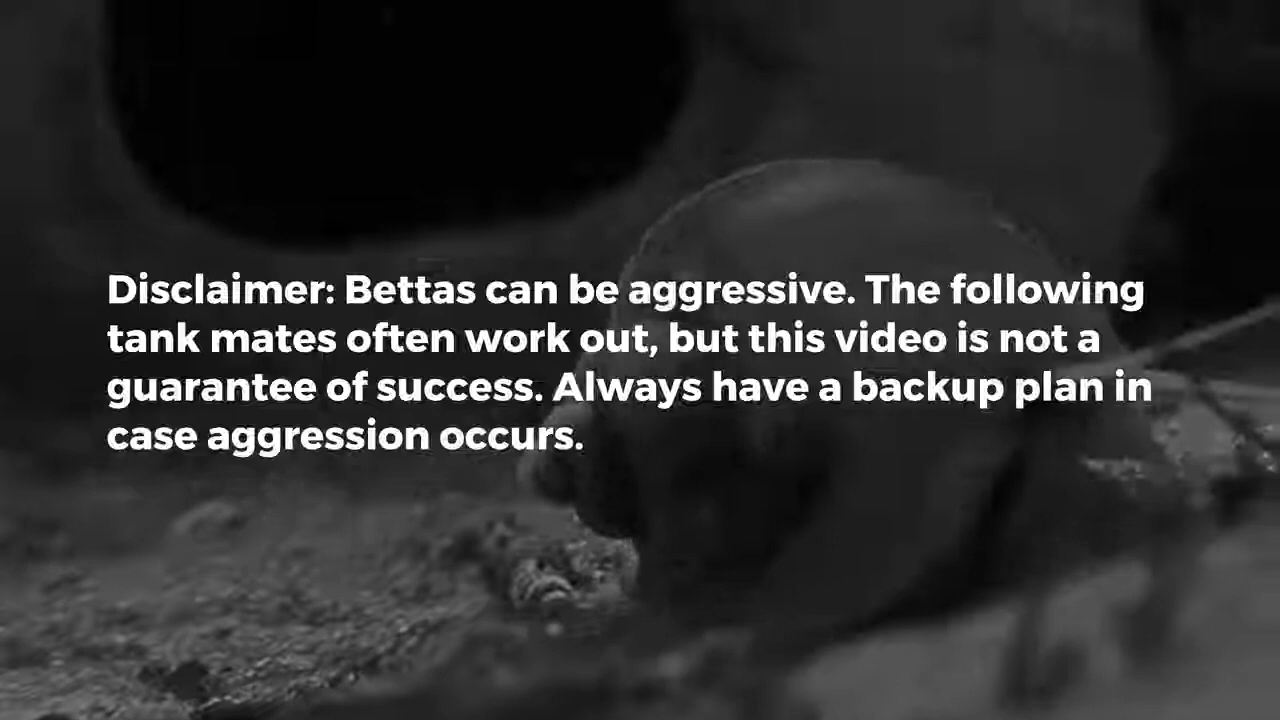 Disclaimer: Bettas can be aggressive. The following
tank mates often work out, but this video is not a
guarantee of success. Always have a backup plan in
case aggression occurs.